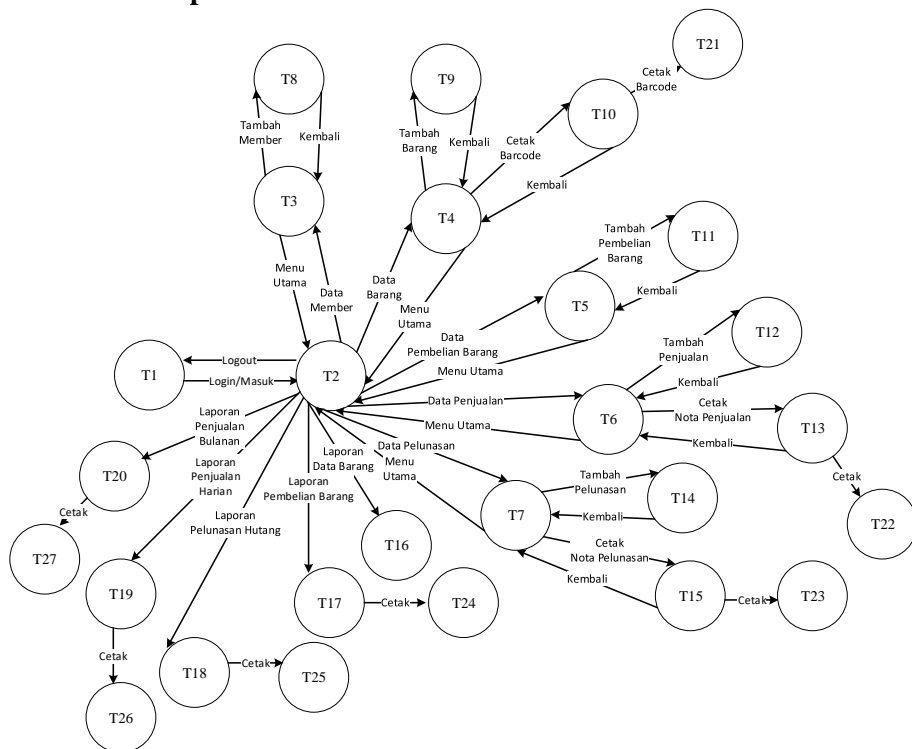 p
T21
T8
T9
Cetak
Barcode
T10
Tambah
Member
Kembali
Tambah
Barang
Kembali
Cetak
Barcode
Kembali
T3
T4
Tambah
Pembelian
Barang
T11
Menu
Utama
Data
Member
Data
Barang
Menu
Utama
Kembali
T5
T12
Data
Pembelian Barang
Tambah
Penjualan
Logout
T1
T2
Menu Utama
Login/Masuk
Kembali
Data Penjualan
Cetak
Nota Penjualan
T6
T13
Laporan
Penjualan
Bulanan
Menu Utama
Kembali
Data Pelunasan
Laporan
Data Barang
Menu
Utama
Laporan
Penjualan
Harian
Laporan
Pembelian Barang
T20
Tambah
Pelunasan
Cetak
T14
Cetak
Laporan
Pelunasan Hutang
T7
Kembali
T22
T16
Cetak
Nota Pelunasan
T27
Kembali
T19
T17
Cetak
T24
T15
Cetak
T23
Cetak
T18
Cetak
T25
T26